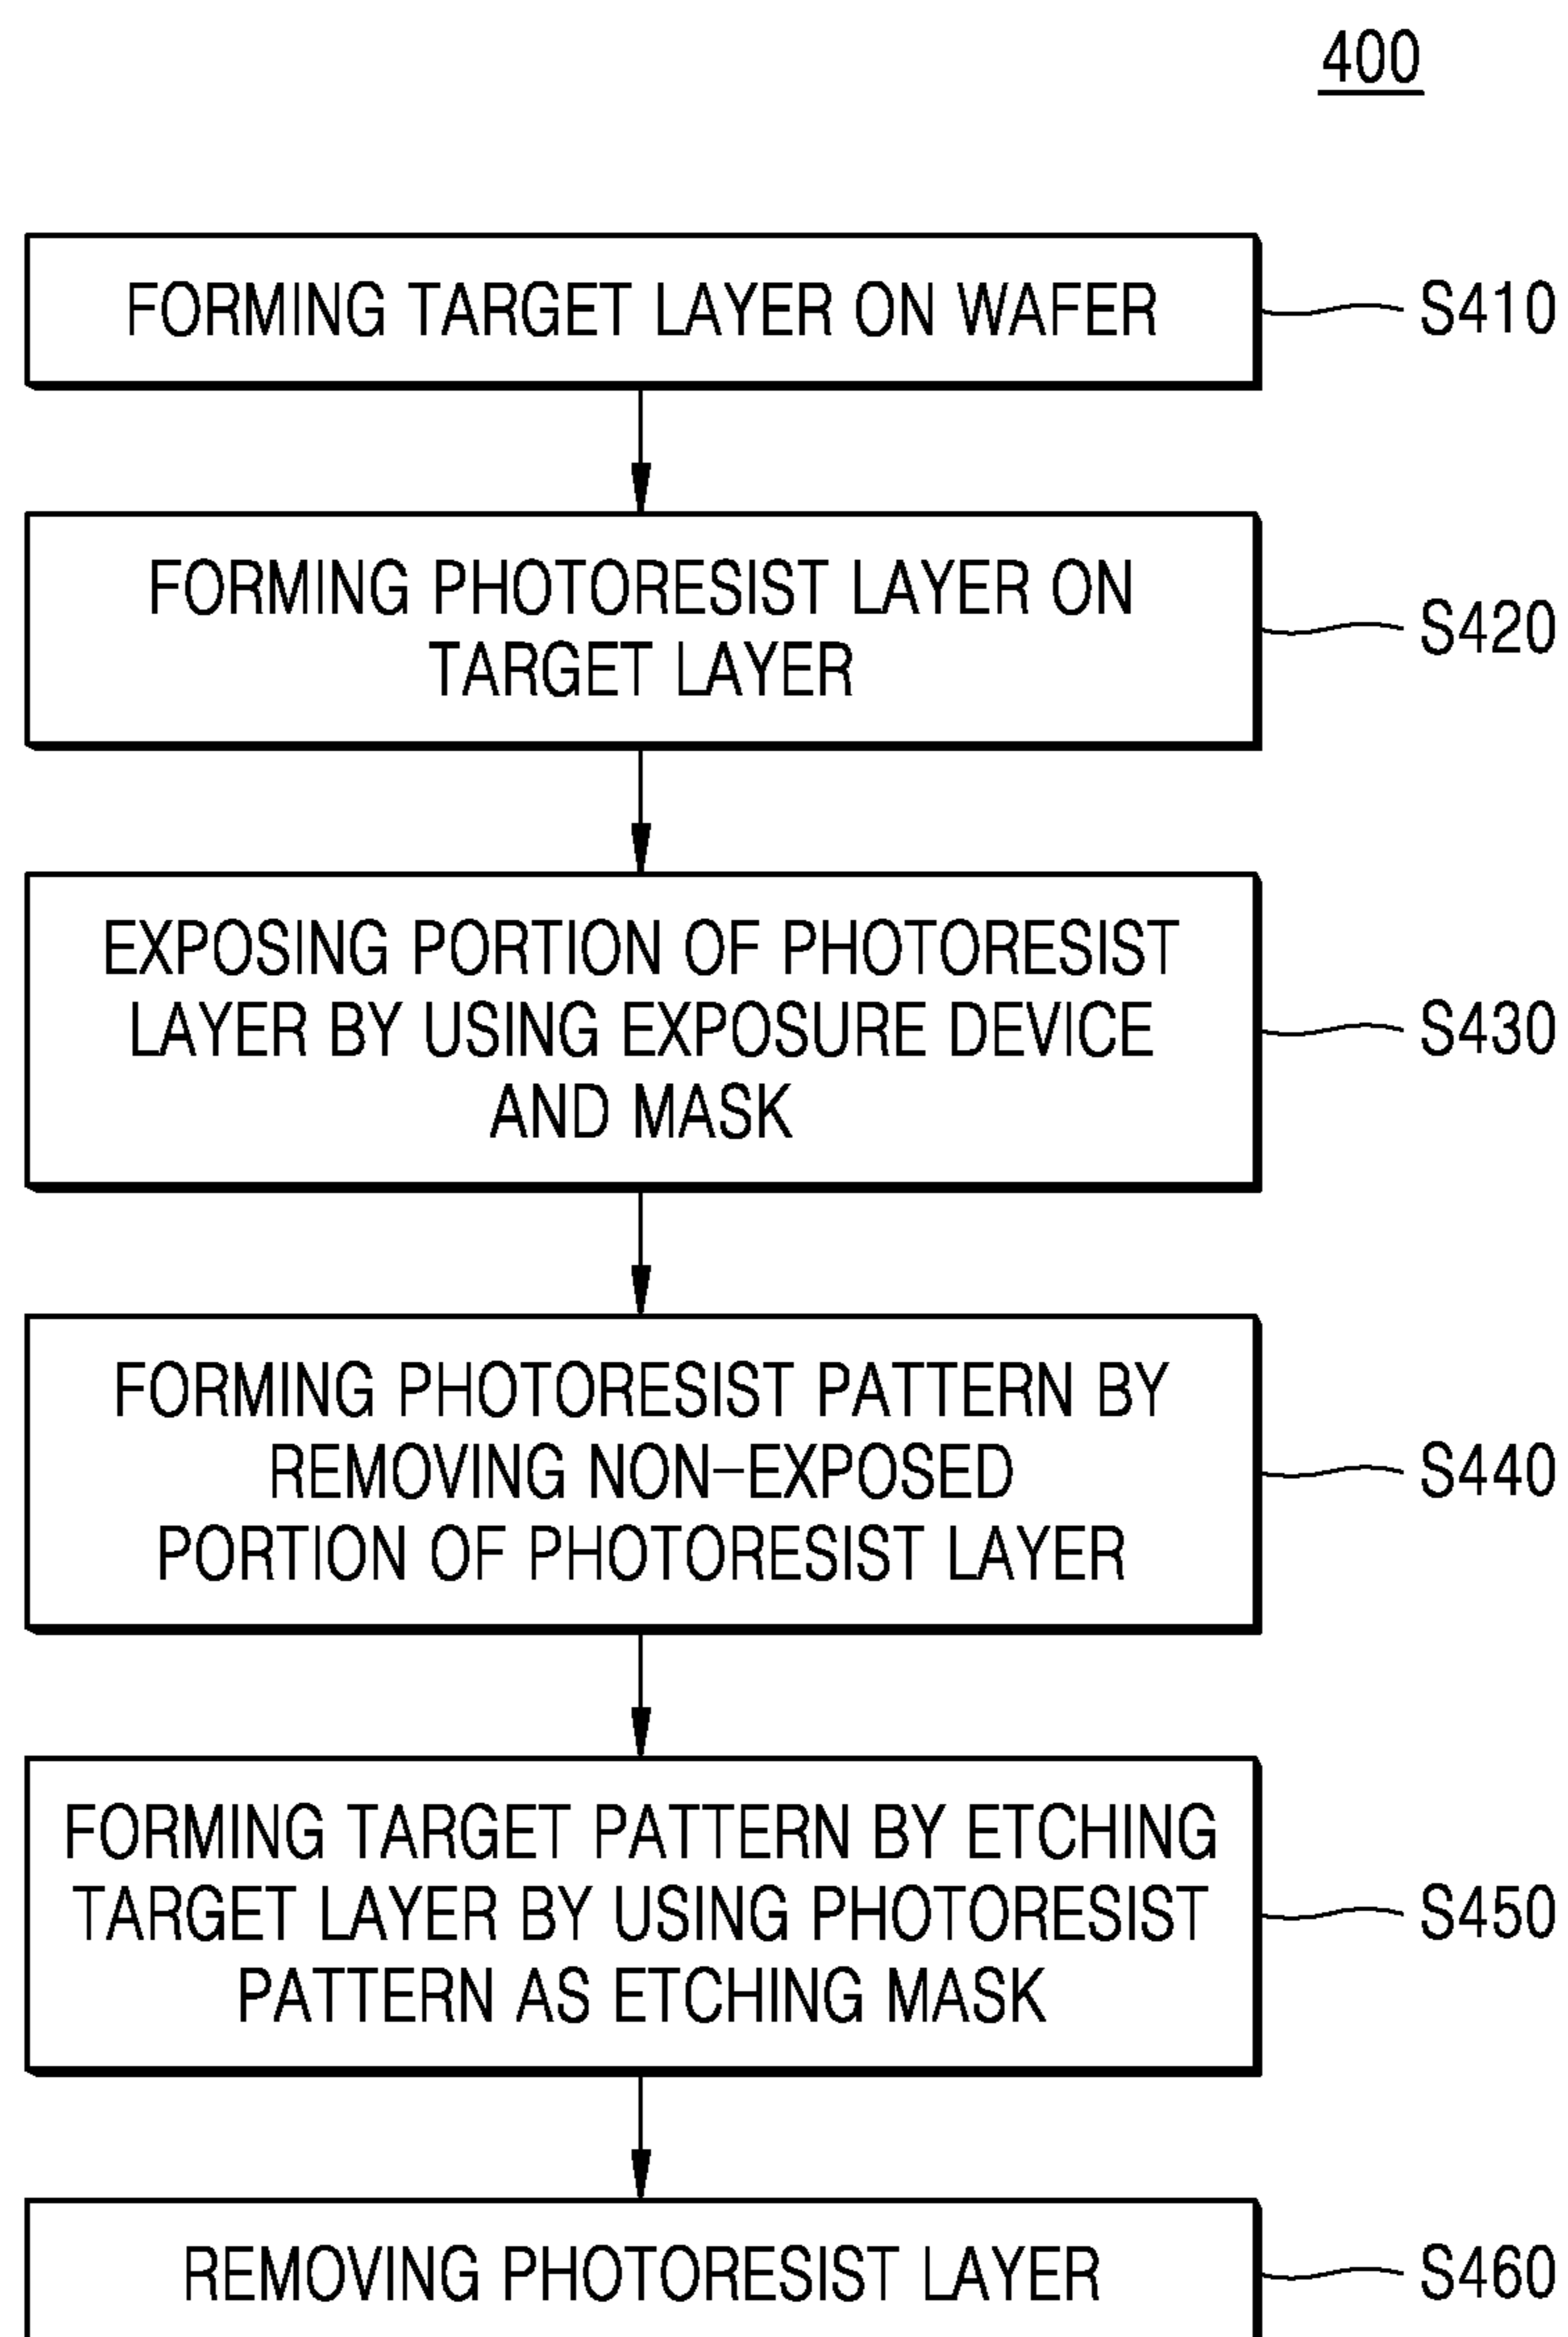 400
FORMING TARGET LAYER ON WAFER
S410
FORMING PHOTORESIST LAYER ON
TARGET LAYER
S420
EXPOSING PORTION OF PHOTORESIST
LAYER BY USING EXPOSURE DEVICE
AND MASK
S430
FORMING PHOTORESIST PATTERN BY
REMOVING NON-EXPOSED
PORTION OF PHOTORESIST LAYER
S440
FORMING TARGET PATTERN BY ETCHING
TARGET LAYER BY USING PHOTORESIST
PATTERN AS ETCHING MASK
S450
REMOVING PHOTORESIST LAYER
S460